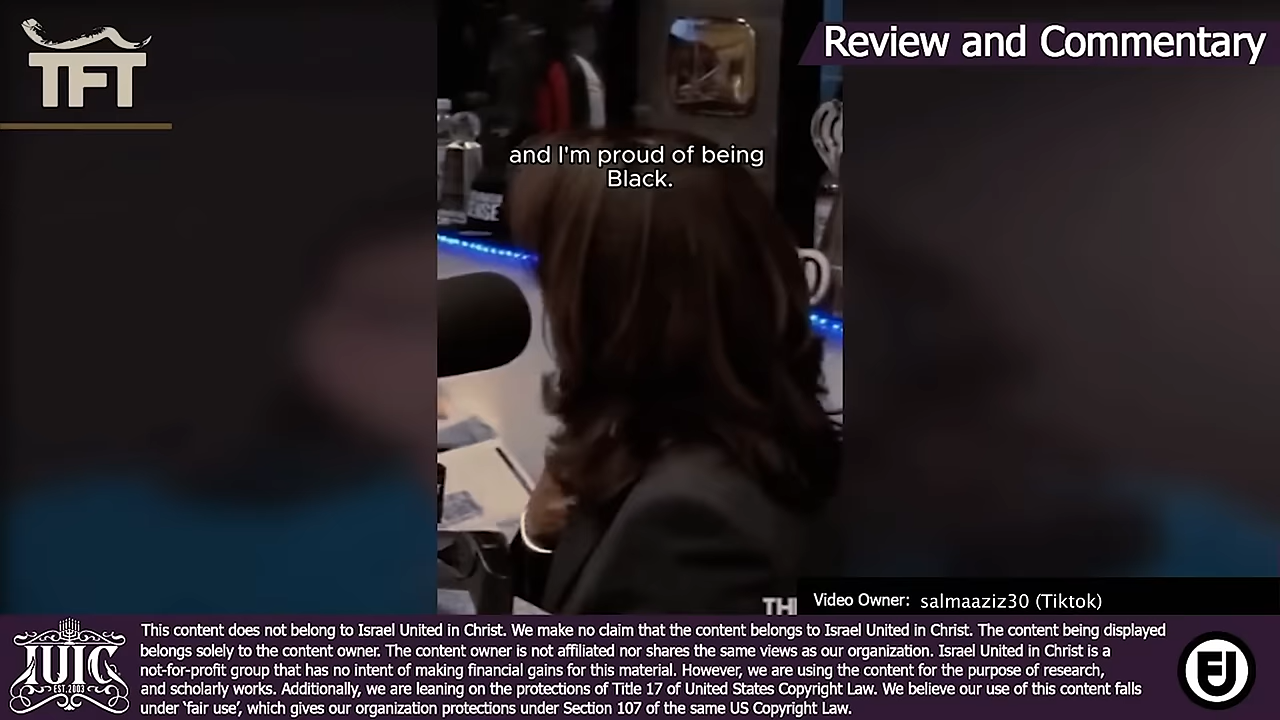 TFT
Review and Commentary
and I'm proud of being
Black.
TH
Video Owner: salmaaziz30 (Tiktok)
IUIC
EST. 2003
This content does not belong to Israel United in Christ. We make no claim that the content belongs to Israel United in Christ. The content being displayed
belongs solely to the content owner. The content owner is not affiliated nor shares the same views as our organization. Israel United in Christ is a
not-for-profit group that has no intent of making financial gains for this material. However, we are using the content for the purpose of research,
and scholarly works. Additionally, we are leaning on the protections of Title 17 of United States Copyright Law. We believe our use of this content falls
under 'fair use', which gives our organization protections under Section 107 of the same US Copyright Law.